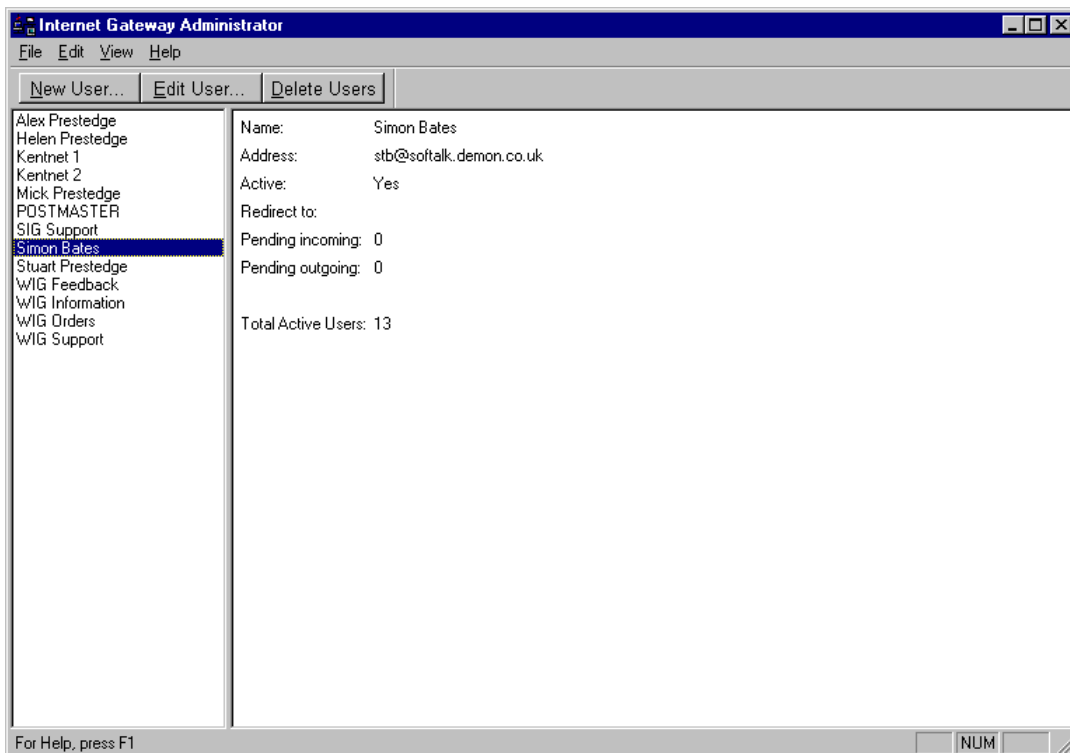 Internet Gateway Administrator
File Edit View Help
New User... Edit User... Delete Users
Alex Prestedge
Helen Prestedge
Kentnet 1
Kentnet 2
Mick Prestedge
POSTMASTER
SIG Support
Simon Bates
Stuart Prestedge
WIG Feedback
WIG Information
WIG Orders
WIG Support
Name: Simon Bates
Address: stb@softalk.demon.co.uk
Active: Yes
Redirect to:
Pending incoming: 0
Pending outgoing: 0
Total Active Users: 13
For Help, press F1
NUM